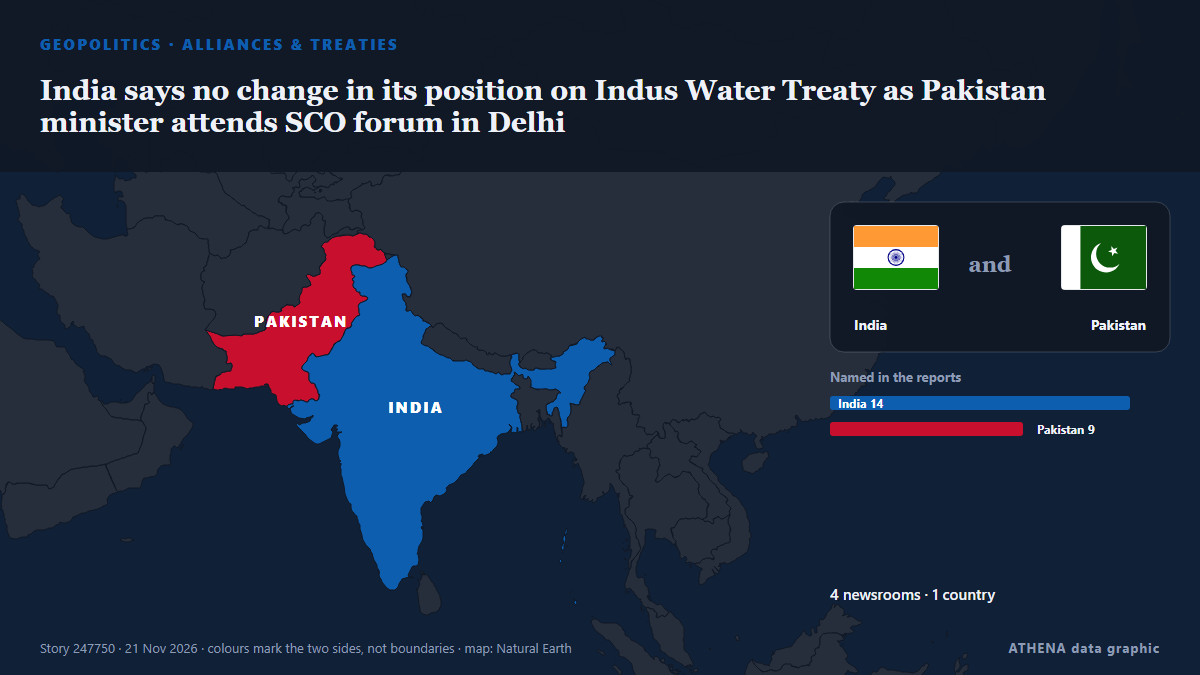 GEOPOLITICS · ALLIANCES & TREATIES
India says no change in its position on Indus Water Treaty as Pakistan
minister attends SCO forum in Delhi
and
India
Pakistan
Named in the reports
India 14
Pakistan 9
PAKISTAN
INDIA
4 newsrooms · 1 country
Story 247750 · 21 Nov 2026 · colours mark the two sides, not boundaries · map: Natural Earth
ATHENA data graphic